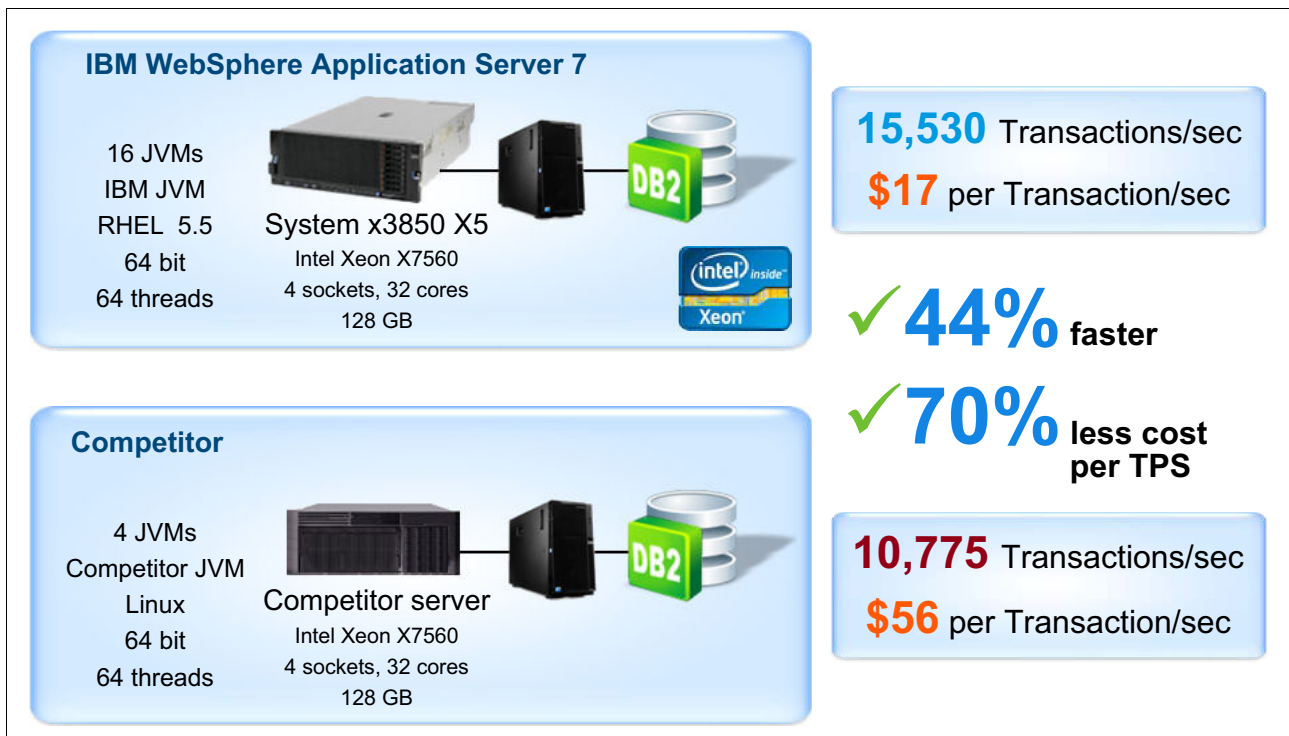 IBM WebSphere Application Server 7
16 JVMs
IBM JVM
RHEL 5.5
64 bit
64 threads
System x3850 X5
Intel Xeon X7560
4 sockets, 32 cores
128 GB
DB2
intel inside™
Xeon®
15,530 Transactions/sec
$17 per Transaction/sec
44% faster
70% less cost
per TPS
Competitor
4 JVMs
Competitor JVM
Linux
64 bit
64 threads
Competitor server
Intel Xeon X7560
4 sockets, 32 cores
128 GB
DB2
10,775 Transactions/sec
$56 per Transaction/sec